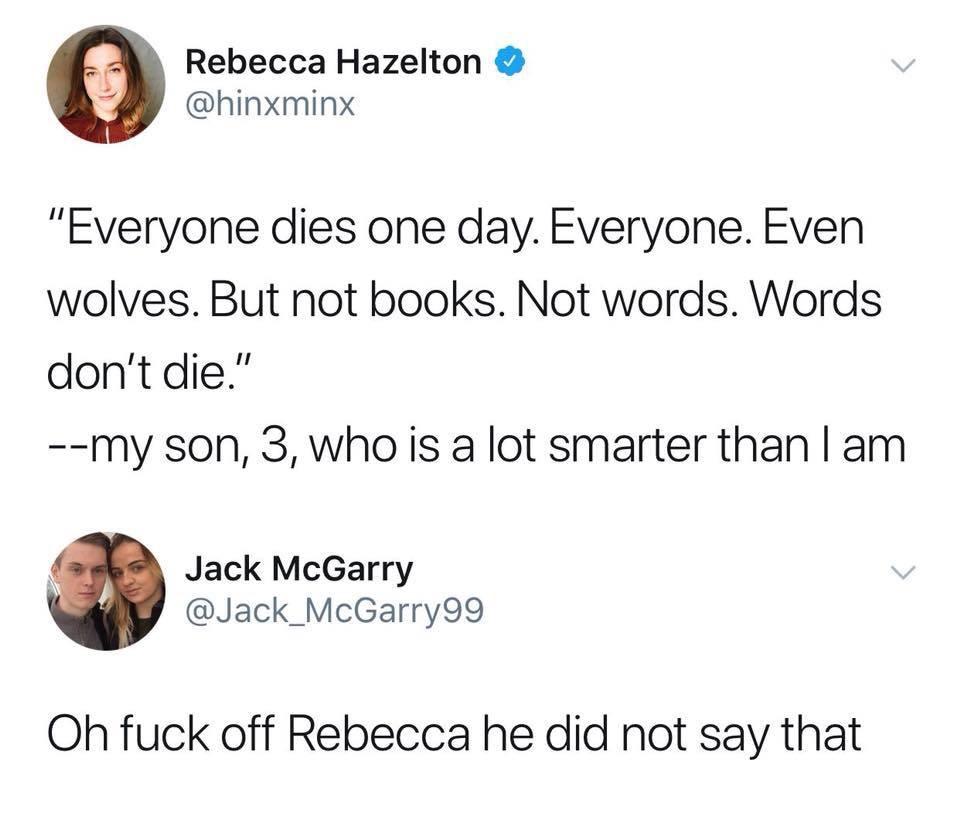 Rebecca Hazelton
@hinxminx
“Everyone dies one day. Everyone. Even
wolves. But not books. Not words. Words
don’t die.”
--my son, 3, who is a lot smarter than I am
Jack McGarry
@Jack_McGarry99
Oh fuck off Rebecca he did not say that